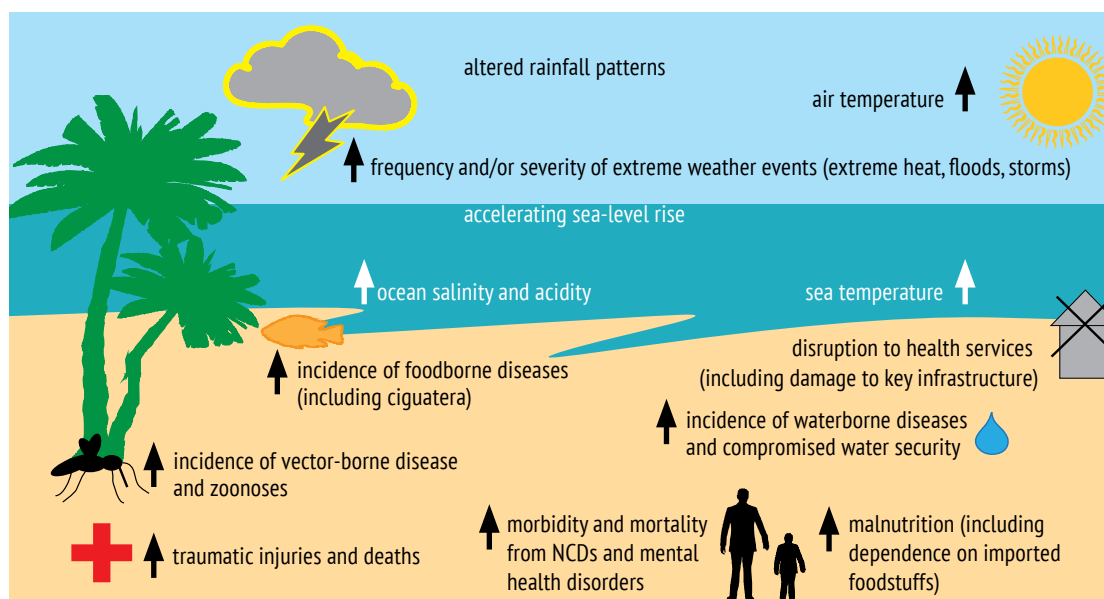 altered rainfall patterns
air temperature
frequency and/or severity of extreme weather events (extreme heat, floods, storms)
accelerating sea-level rise
ocean salinity and acidity
sea temperature
disruption to health services
(including damage to key infrastructure)
incidence of foodborne diseases
(including ciguatera)
incidence of waterborne diseases
and compromised water security
incidence of vector-borne disease
and zoonoses
traumatic injuries and deaths
morbidity and mortality
from NCDs and mental
health disorders
malnutrition (including
dependence on imported
foodstuffs)